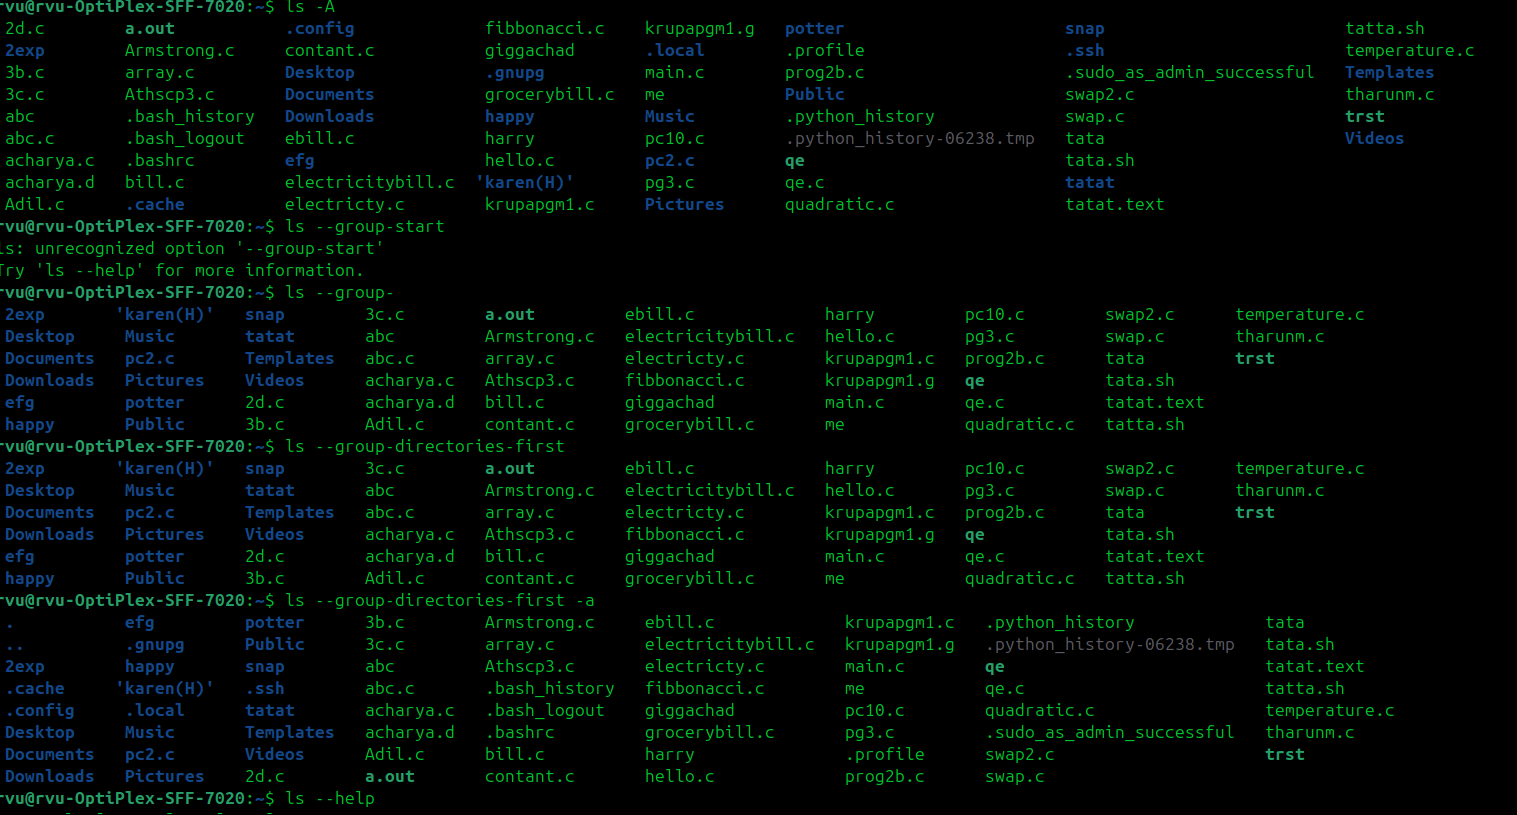 rvu@rvu-OptiPlex-SFF-7020:~$ ls -A
2d.c a.out .config fibbonacci.c krupapgm1.g potter snap tatta.sh
2exp Armstrong.c contant.c giggachad .local .profile .ssh temperature.c
3b.c array.c Desktop .gnupg main.c prog2b.c .sudo_as_admin_successful Templates
3c.c Athscp3.c Documents grocerybill.c me Public swap2.c tharunm.c
abc .bash_history Downloads happy Music .python_history swap.c trst
abc.c .bash_logout ebill.c harry pc10.c .python_history-06238.tmp tata Videos
acharya.c .bashrc efg hello.c pc2.c qe tata.sh
acharya.d bill.c electricitybill.c 'karen(H)' pg3.c qe.c tatat
Adil.c .cache electricty.c krupapgm1.c Pictures quadratic.c tatat.text
rvu@rvu-OptiPlex-SFF-7020:~$ ls --group-start
ls: unrecognized option '--group-start'
Try 'ls --help' for more information.
rvu@rvu-OptiPlex-SFF-7020:~$ ls --group-
2exp 'karen(H)' snap 3c.c a.out ebill.c harry pc10.c swap2.c temperature.c
Desktop Music tatat abc Armstrong.c electricitybill.c hello.c pg3.c swap.c tharunm.c
Documents pc2.c Templates abc.c array.c electricty.c krupapgm1.c prog2b.c tata trst
Downloads Pictures Videos acharya.c Athscp3.c fibbonacci.c krupapgm1.g qe tata.sh
efg potter 2d.c acharya.d bill.c giggachad main.c qe.c tatat.text
happy Public 3b.c Adil.c contant.c grocerybill.c me quadratic.c tatta.sh
rvu@rvu-OptiPlex-SFF-7020:~$ ls --group-directories-first
2exp 'karen(H)' snap 3c.c a.out ebill.c harry pc10.c swap2.c temperature.c
Desktop Music tatat abc Armstrong.c electricitybill.c hello.c pg3.c swap.c tharunm.c
Documents pc2.c Templates abc.c array.c electricty.c krupapgm1.c prog2b.c tata trst
Downloads Pictures Videos acharya.c Athscp3.c fibbonacci.c krupapgm1.g qe tata.sh
efg potter 2d.c acharya.d bill.c giggachad main.c qe.c tatat.text
happy Public 3b.c Adil.c contant.c grocerybill.c me quadratic.c tatta.sh
rvu@rvu-OptiPlex-SFF-7020:~$ ls --group-directories-first -a
. efg potter 3b.c Armstrong.c ebill.c krupapgm1.c .python_history tata
.. .gnupg Public 3c.c array.c electricitybill.c krupapgm1.g .python_history-06238.tmp tata.sh
2exp happy snap abc Athscp3.c electricty.c main.c qe tatat.text
.cache 'karen(H)' .ssh abc.c .bash_history fibbonacci.c me qe.c tatta.sh
.config .local tatat acharya.c .bash_logout giggachad pc10.c quadratic.c temperature.c
Desktop Music Templates acharya.d .bashrc grocerybill.c pg3.c .sudo_as_admin_successful tharunm.c
Documents pc2.c Videos Adil.c bill.c harry .profile swap2.c trst
Downloads Pictures 2d.c a.out contant.c hello.c prog2b.c swap.c
rvu@rvu-OptiPlex-SFF-7020:~$ ls --help